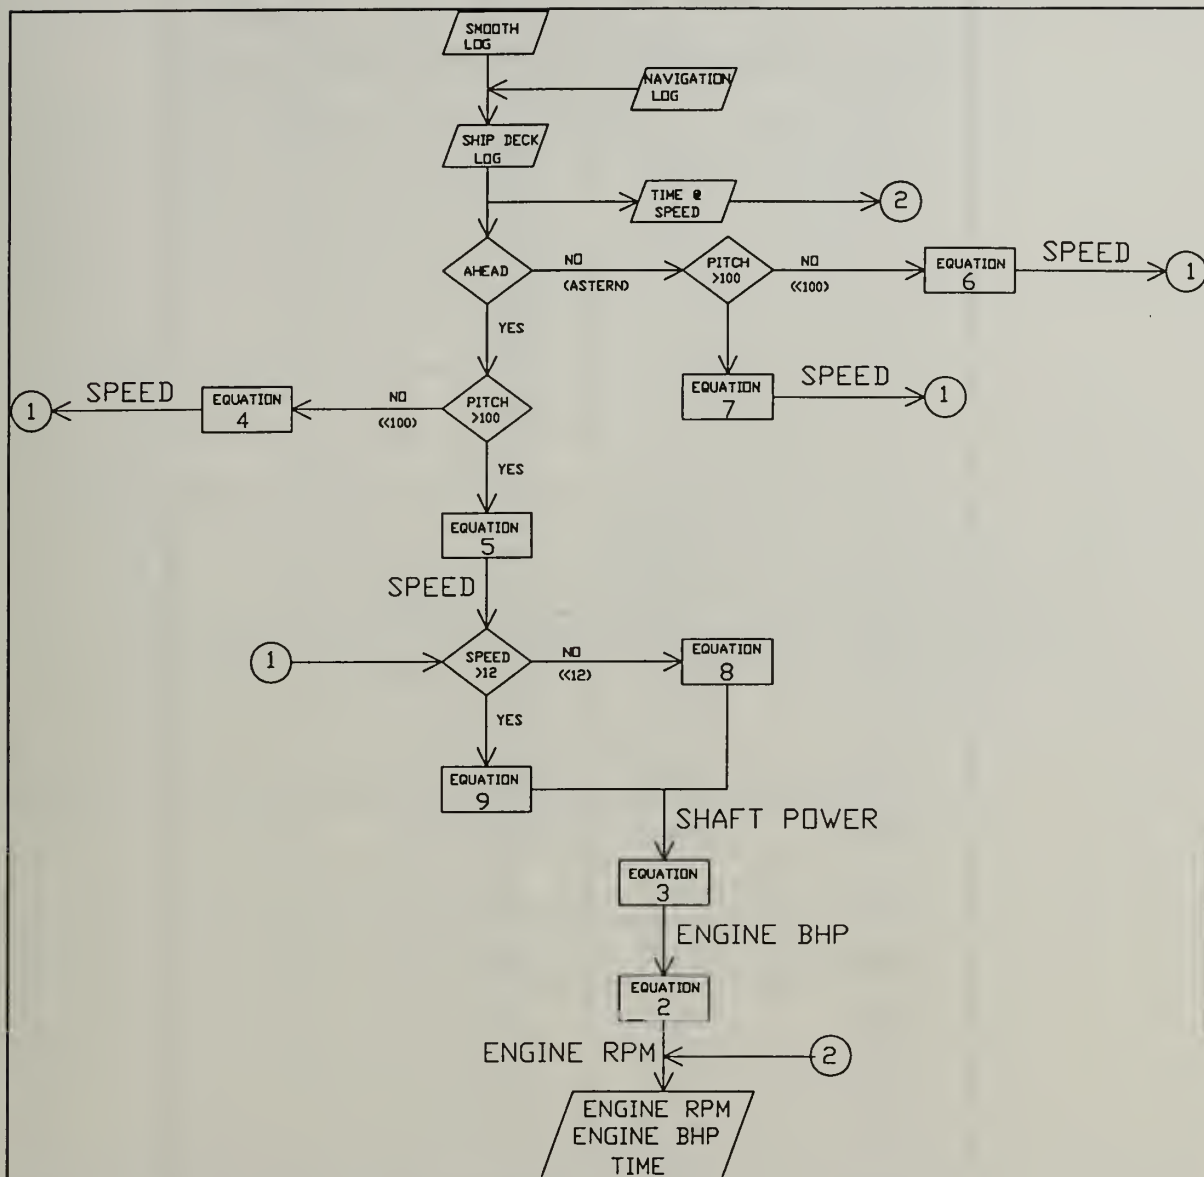 SMOOTH
LOG
NAVIGATION
LOG
SHIP DECK
LOG
TIME @
SPEED
2
AHEAD
NO
(ASTERN)
PITCH
>100
NO
(<100)
EQUATION
6
SPEED
1
YES
EQUATION
7
SPEED
1
1
SPEED
EQUATION
4
NO
(<100)
PITCH
>100
YES
EQUATION
5
SPEED
1
SPEED
>12
NO
(<12)
EQUATION
8
YES
EQUATION
9
SHAFT POWER
EQUATION
3
ENGINE BHP
EQUATION
2
ENGINE RPM
2
ENGINE RPM
ENGINE BHP
TIME